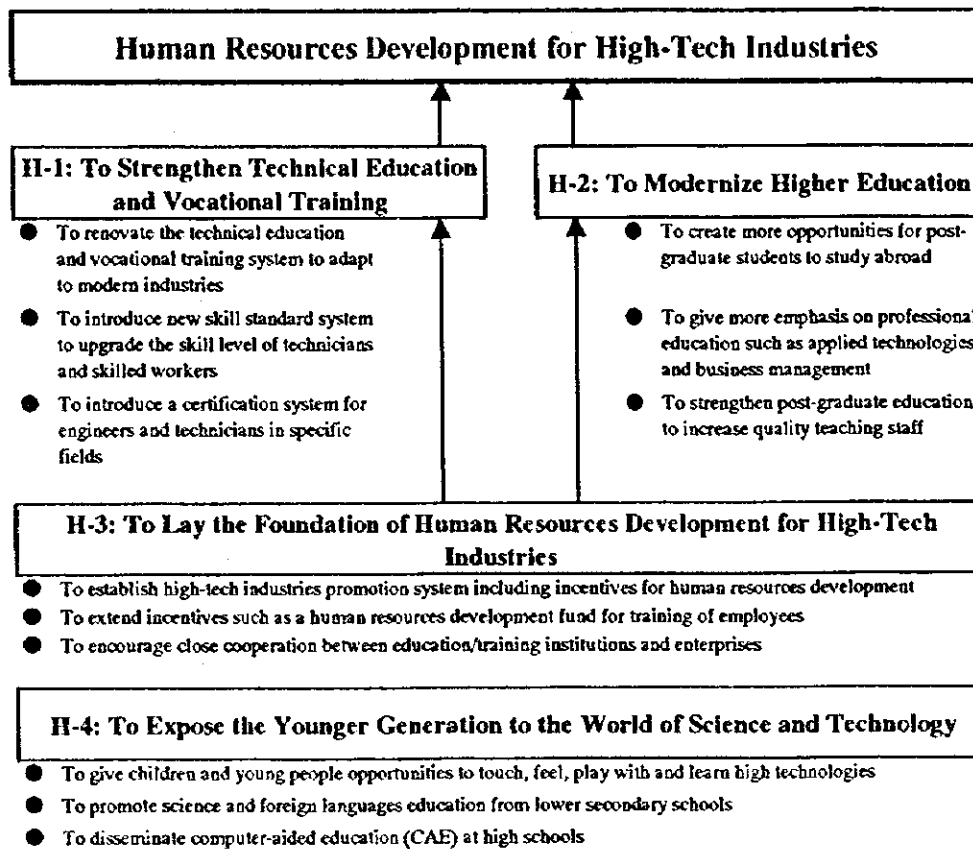 Human Resources Development for High-Tech Industries
H-1: To Strengthen Technical Education
and Vocational Training
● To renovate the technical education
and vocational training system to adapt
to modern industries
● To introduce new skill standard system
to upgrade the skill level of technicians
and skilled workers
● To introduce a certification system for
engineers and technicians in specific
fields
H-2: To Modernize Higher Education
● To create more opportunities for post-
graduate students to study abroad
● To give more emphasis on professional
education such as applied technologies
and business management
● To strengthen post-graduate education
to increase quality teaching staff
H-3: To Lay the Foundation of Human Resources Development for High-Tech
Industries
● To establish high-tech industries promotion system including incentives for human resources development
● To extend incentives such as a human resources development fund for training of employees
● To encourage close cooperation between education/training institutions and enterprises
H-4: To Expose the Younger Generation to the World of Science and Technology
● To give children and young people opportunities to touch, feel, play with and learn high technologies
● To promote science and foreign languages education from lower secondary schools
● To disseminate computer-aided education (CAE) at high schools